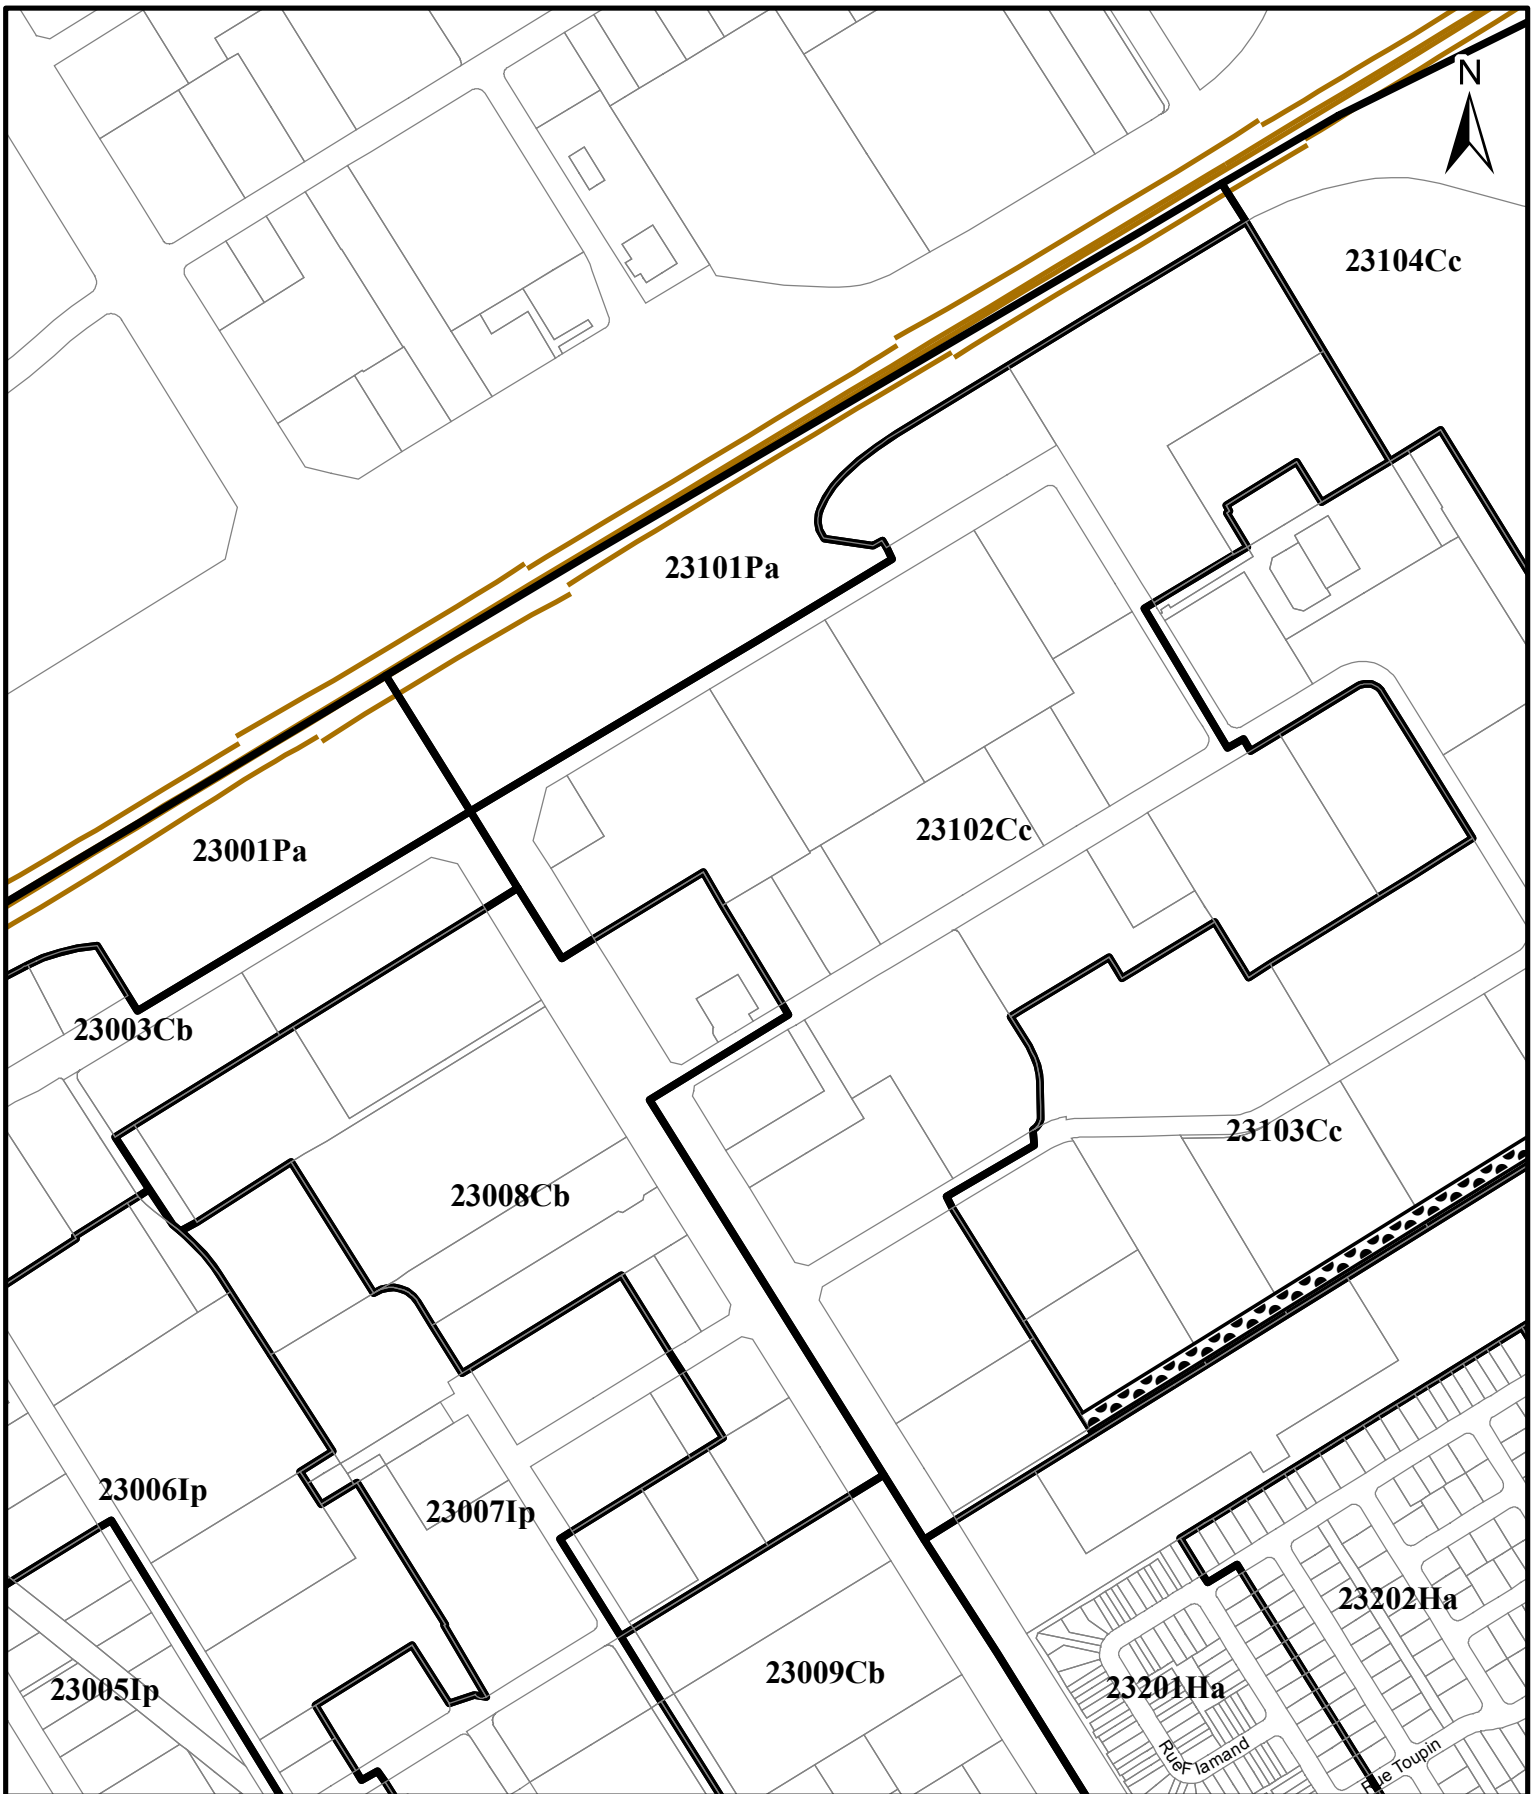 N
23104Cc
23101Pa
23102Cc
23001Pa
23003Cb
23103Cc
23008Cb
23006Ip
23007Ip
23202Ha
23009Cb
23201Ha
23005Ip
Rue Flamand
Rue Toupin